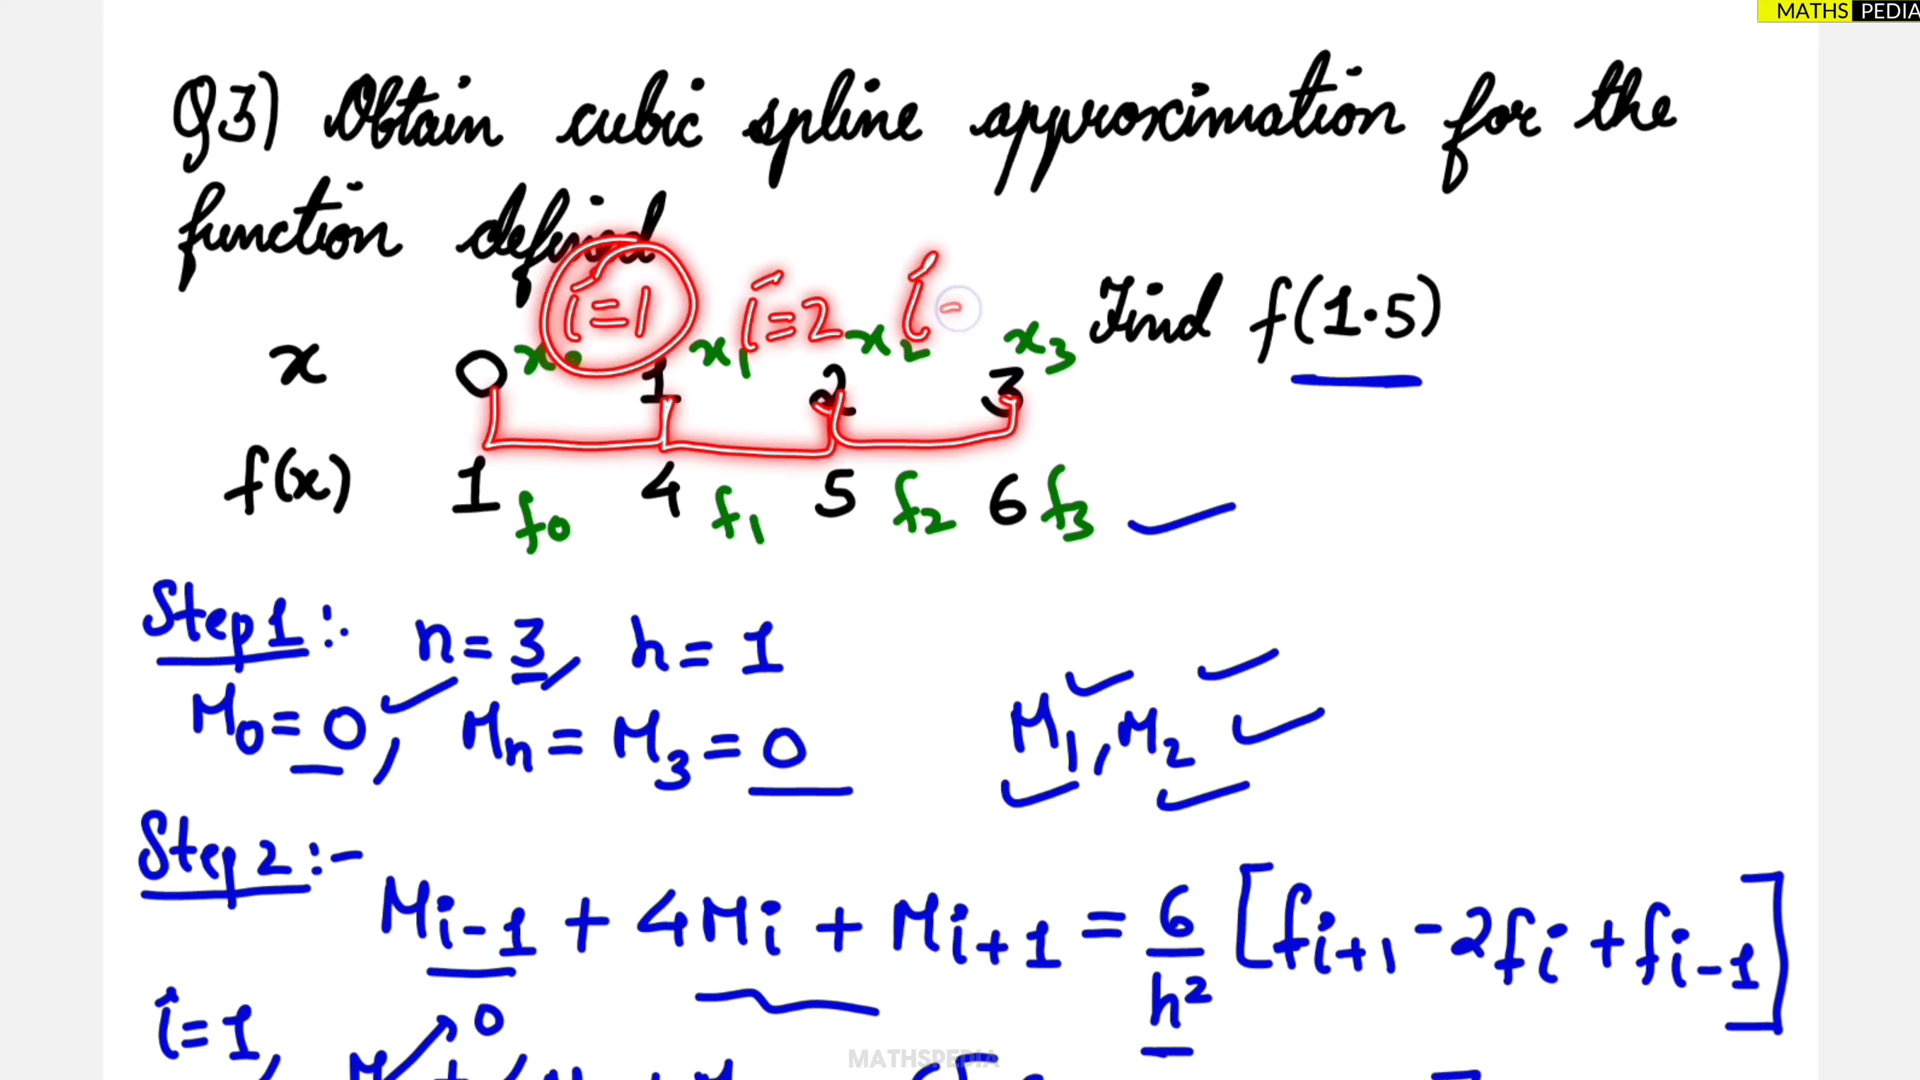 MATHS PEDIA
Q3) Obtain cubic spline approximation for the
function defined
i=1 i=2 i-
Find f(1.5)
x 0 x₀ 1 x₁ 2 x₂ 3 x₃
f(x) 1 f₀ 4 f₁ 5 f₂ 6 f₃
Step 1:- n=3, h=1
M₀=0, Mₙ=M₃=0 M₁,M₂
Step 2:-
Mᵢ₋₁ + 4Mᵢ + Mᵢ₊₁ = 6/h² [fᵢ₊₁ -2fᵢ +fᵢ₋₁]
i=1, 0
MATHSPEDIA